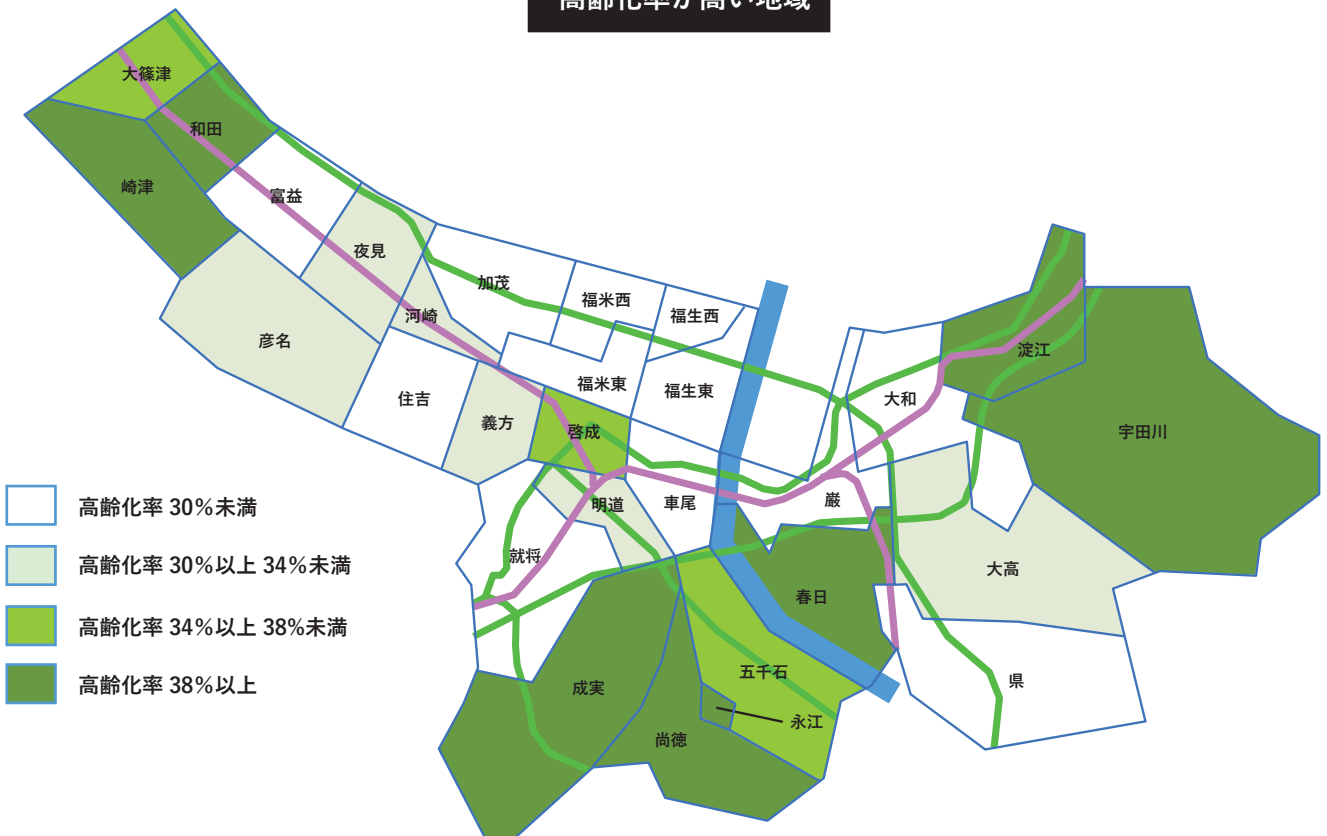 高齢化率が高い地域
大篠津
和田
崎津
富益
夜見
加茂
福米西
福生西
河崎
彦名
淀江
福米東
福生東
住吉
大和
義方
啓成
宇田川
車尾
巌
明道
就将
大高
春日
五千石
県
成実
永江
尚徳
高齢化率 30%未満
高齢化率 30%以上 34%未満
高齢化率 34%以上 38%未満
高齢化率 38%以上